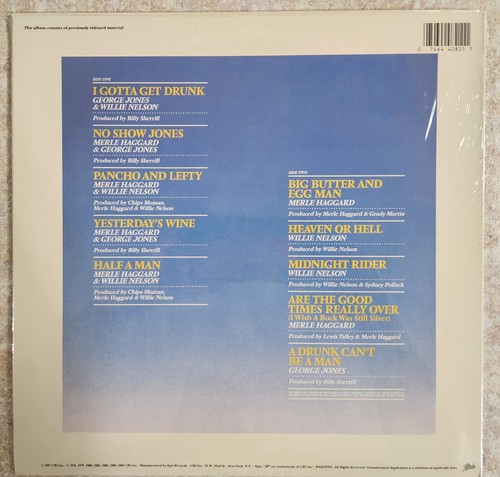 This album consists of previously released material
0 7464 40821 1
SIDE ONE
I GOTTA GET DRUNK
GEORGE JONES
& WILLIE NELSON
Produced by Billy Sherrill
NO SHOW JONES
MERLE HAGGARD
& GEORGE JONES
Produced by Billy Sherrill
PANCHO AND LEFTY
MERLE HAGGARD
& WILLIE NELSON
Produced by Chips Moman,
Merle Haggard & Willie Nelson
YESTERDAY'S WINE
MERLE HAGGARD
& GEORGE JONES
Produced by Billy Sherrill
HALF A MAN
MERLE HAGGARD
& WILLIE NELSON
Produced by Chips Moman,
Merle Haggard & Willie Nelson
SIDE TWO
BIG BUTTER AND
EGG MAN
MERLE HAGGARD
Produced by Merle Haggard & Grady Martin
HEAVEN OR HELL
WILLIE NELSON
Produced by Willie Nelson
MIDNIGHT RIDER
WILLIE NELSON
Produced by Willie Nelson & Sydney Pollack
ARE THE GOOD
TIMES REALLY OVER
(I Wish A Buck Was Still Silver)
MERLE HAGGARD
Produced by Lewis Talley & Merle Haggard
A DRUNK CAN'T
BE A MAN
GEORGE JONES
Produced by Billy Sherrill